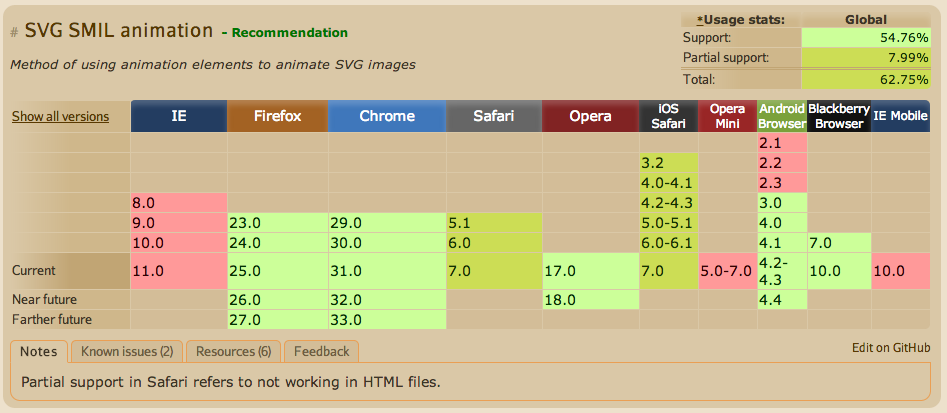 # SVG SMIL animation - Recommendation
*Usage stats: Global
Support: 54.76%
Partial support: 7.99%
Total: 62.75%
Method of using animation elements to animate SVG images
Show all versions IE Firefox Chrome Safari Opera iOS Safari Opera Mini Android Browser Blackberry Browser IE Mobile
2.1
3.2 2.2
4.0-4.1 2.3
8.0 4.2-4.3 3.0
9.0 23.0 29.0 5.1 5.0-5.1 4.0
10.0 24.0 30.0 6.0 6.0-6.1 4.1 7.0
Current 11.0 25.0 31.0 7.0 17.0 7.0 5.0-7.0 4.2-4.3 10.0 10.0
Near future 26.0 32.0 18.0 4.4
Farther future 27.0 33.0
Notes Known issues (2) Resources (6) Feedback Edit on GitHub
Partial support in Safari refers to not working in HTML files.